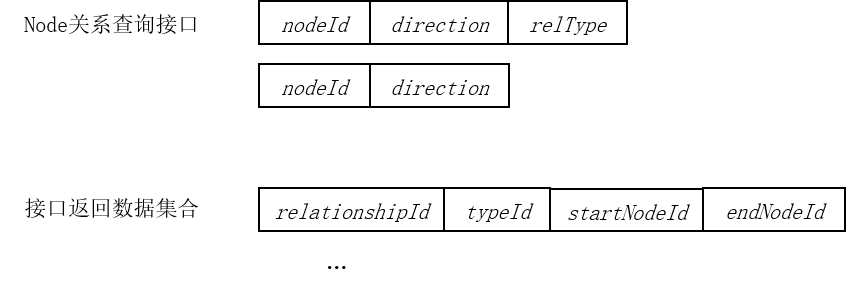 Node关系查询接口 nodeId direction relType
nodeId direction
接口返回数据集合 relationshipId typeId startNodeId endNodeId
...